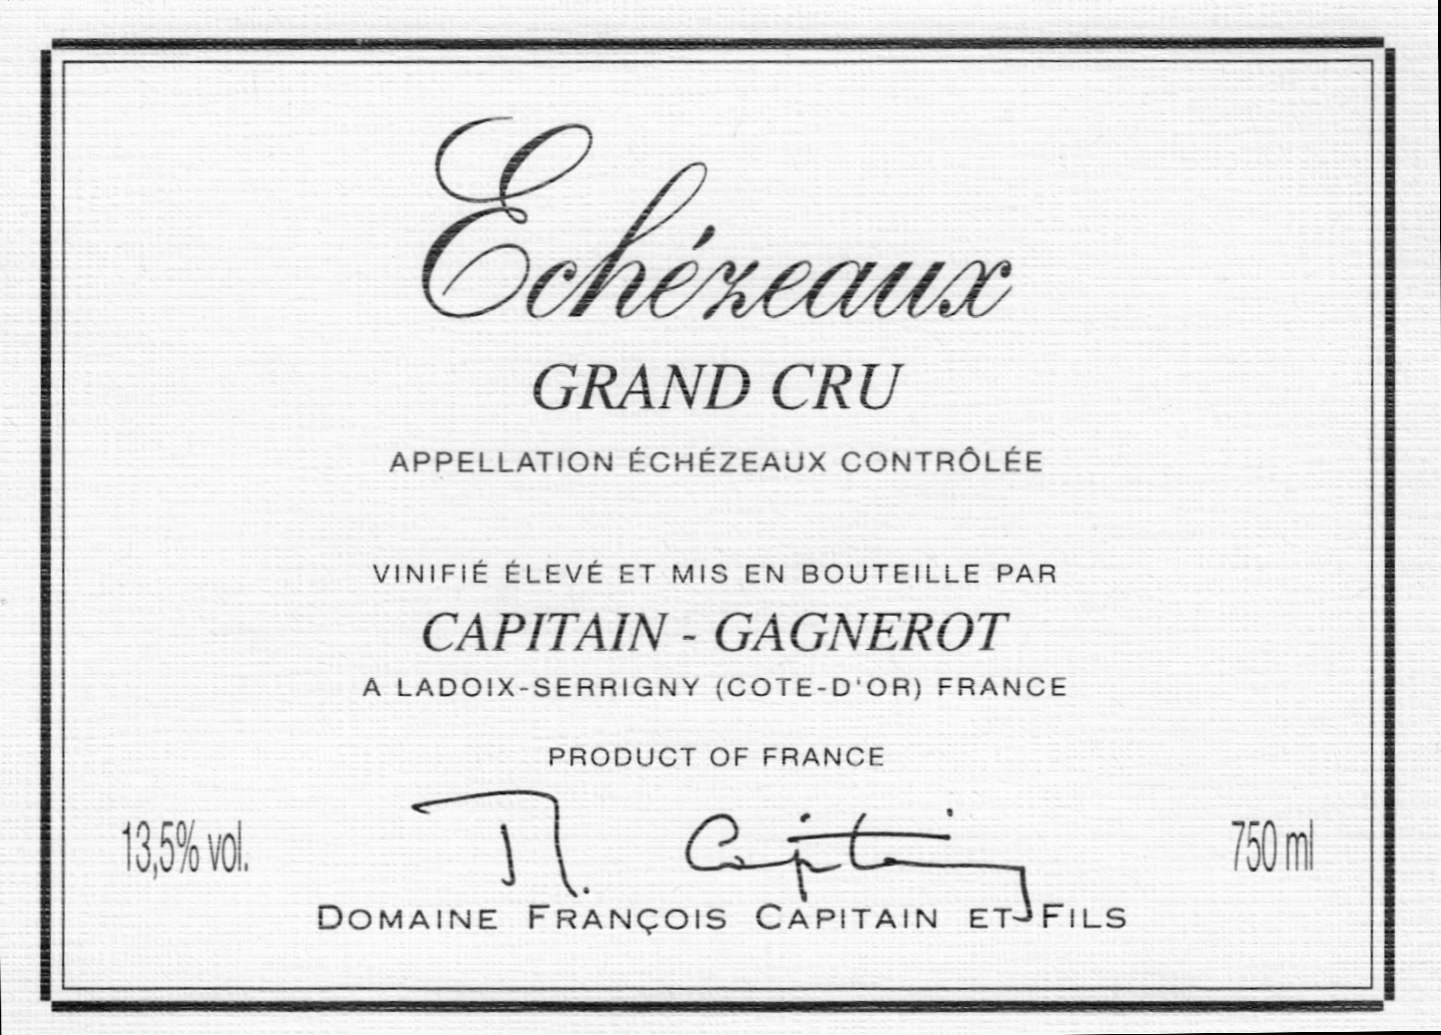 Echézeaux
GRAND CRU
APPELLATION ÉCHÉZEAUX CONTRÔLÉE
VINIFIÉ ÉLEVÉ ET MIS EN BOUTEILLE PAR
CAPITAIN - GAGNEROT
A LADOIX-SERRIGNY (COTE-D'OR) FRANCE
PRODUCT OF FRANCE
13,5% vol.
Capitain
750 ml
DOMAINE FRANÇOIS CAPITAIN ET FILS